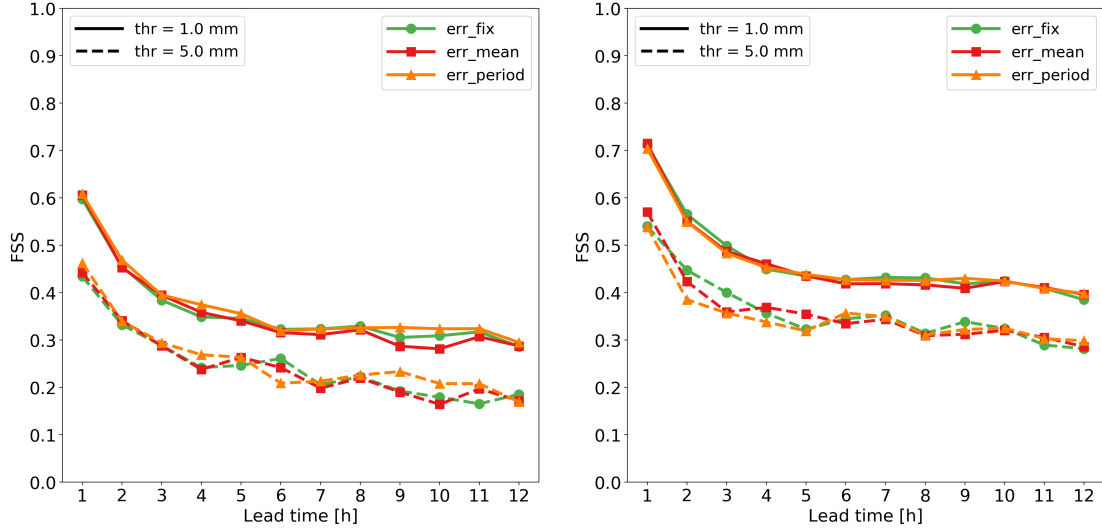 1.0
0.9
0.8
0.7
0.6
0.5
0.4
0.3
0.2
0.1
0.0
FSS
thr = 1.0 mm
thr = 5.0 mm
err_fix
err_mean
err_period
1 2 3 4 5 6 7 8 9 10 11 12
Lead time [h]
1.0
0.9
0.8
0.7
0.6
0.5
0.4
0.3
0.2
0.1
0.0
FSS
thr = 1.0 mm
thr = 5.0 mm
err_fix
err_mean
err_period
1 2 3 4 5 6 7 8 9 10 11 12
Lead time [h]